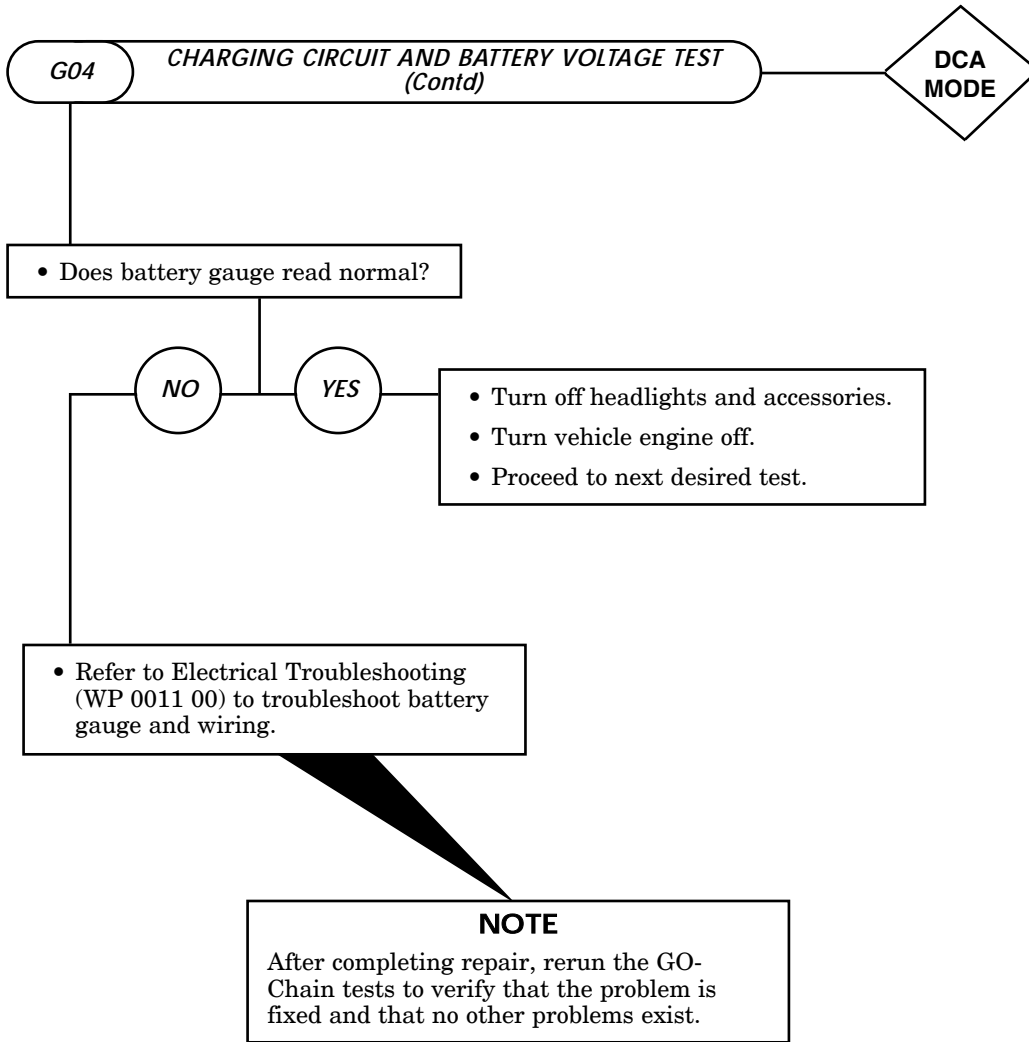 G04
CHARGING CIRCUIT AND BATTERY VOLTAGE TEST
(Contd)
DCA
MODE
• Does battery gauge read normal?
NO
YES
• Turn off headlights and accessories.
• Turn vehicle engine off.
• Proceed to next desired test.
• Refer to Electrical Troubleshooting
(WP 0011 00) to troubleshoot battery
gauge and wiring.
NOTE
After completing repair, rerun the GO-
Chain tests to verify that the problem is
fixed and that no other problems exist.